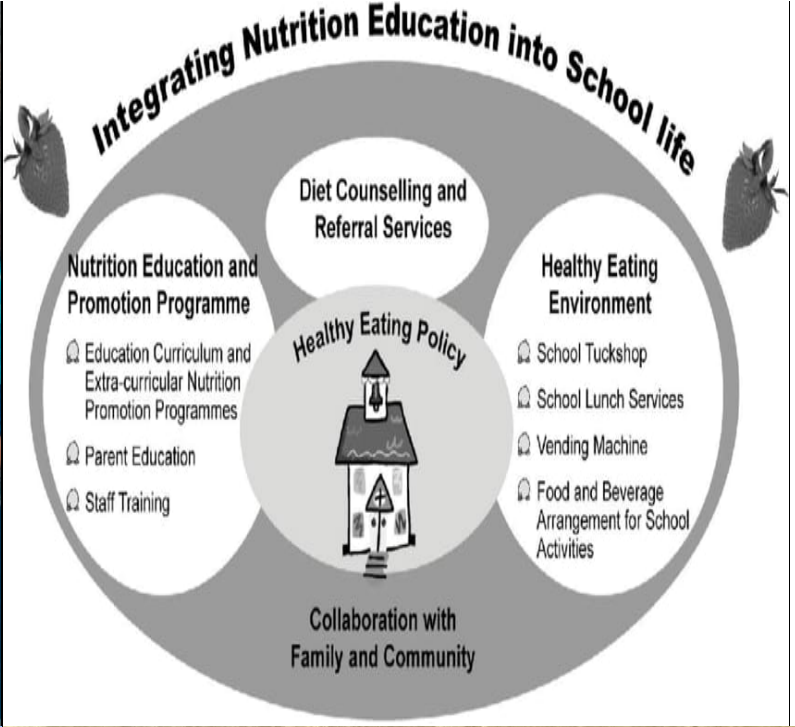 Integrating Nutrition Education into School life
Diet Counselling and
Referral Services
Nutrition Education and
Promotion Programme
Education Curriculum and
Extra-curricular Nutrition
Promotion Programmes
Parent Education
Staff Training
Healthy Eating Policy
Healthy Eating
Environment
School Tuckshop
School Lunch Services
Vending Machine
Food and Beverage
Arrangement for School
Activities
Collaboration with
Family and Community